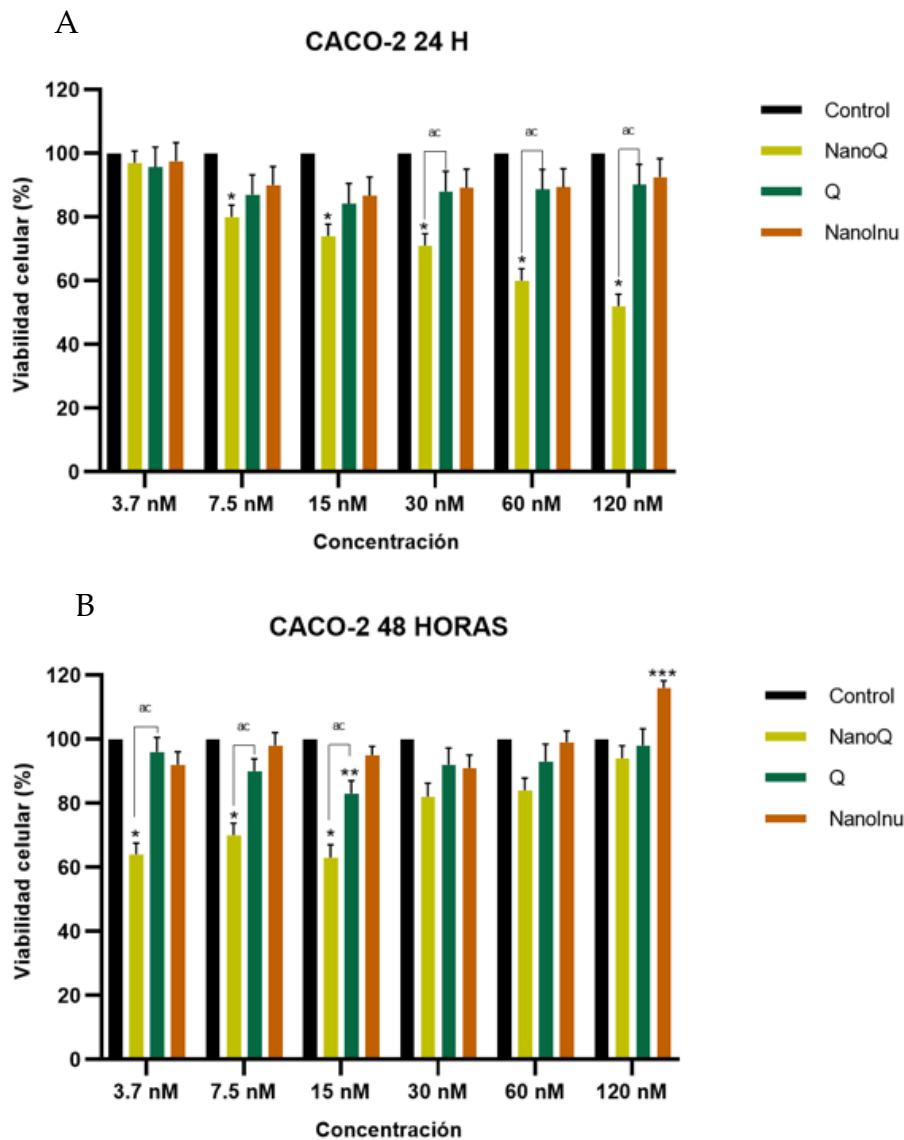 A
CACO-2 24 H
Viabilidad celular (%)
120
100
80
60
40
20
0
ac
ac
ac
*
*
*
*
*
3.7 nM
7.5 nM
15 nM
30 nM
60 nM
120 nM
Concentración
Control
NanoQ
Q
NanoInu
B
CACO-2 48 HORAS
Viabilidad celular (%)
120
100
80
60
40
20
0
ac
ac
ac
*
*
*
**
***
3.7 nM
7.5 nM
15 nM
30 nM
60 nM
120 nM
Concentración
Control
NanoQ
Q
NanoInu